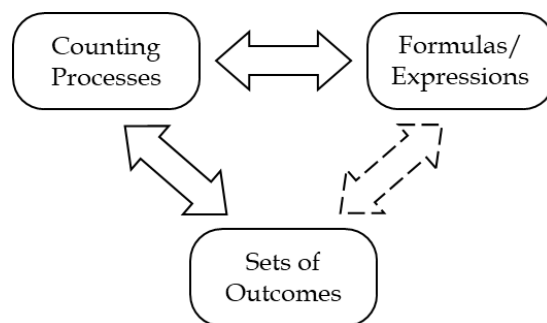 Counting
Processes
Formulas/
Expressions
Sets of
Outcomes